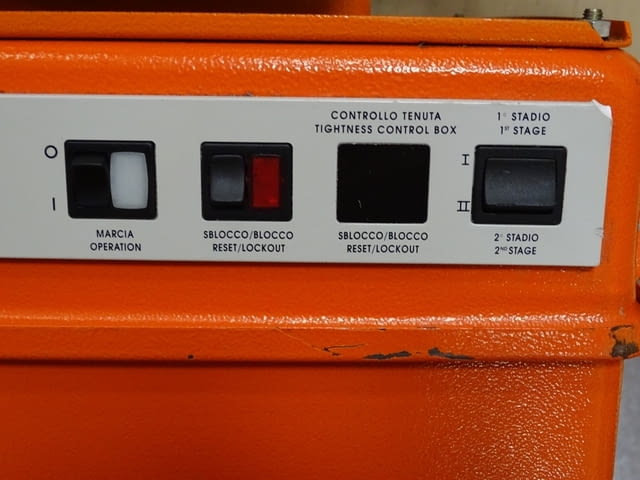 CONTROLLO TENUTA
TIGHTNESS CONTROL BOX
1° STADIO
1ST STAGE
O
I
I
II
MARCIA
OPERATION
SBLOCCO/BLOCCO
RESET/LOCKOUT
SBLOCCO/BLOCCO
RESET/LOCKOUT
2° STADIO
2ND STAGE